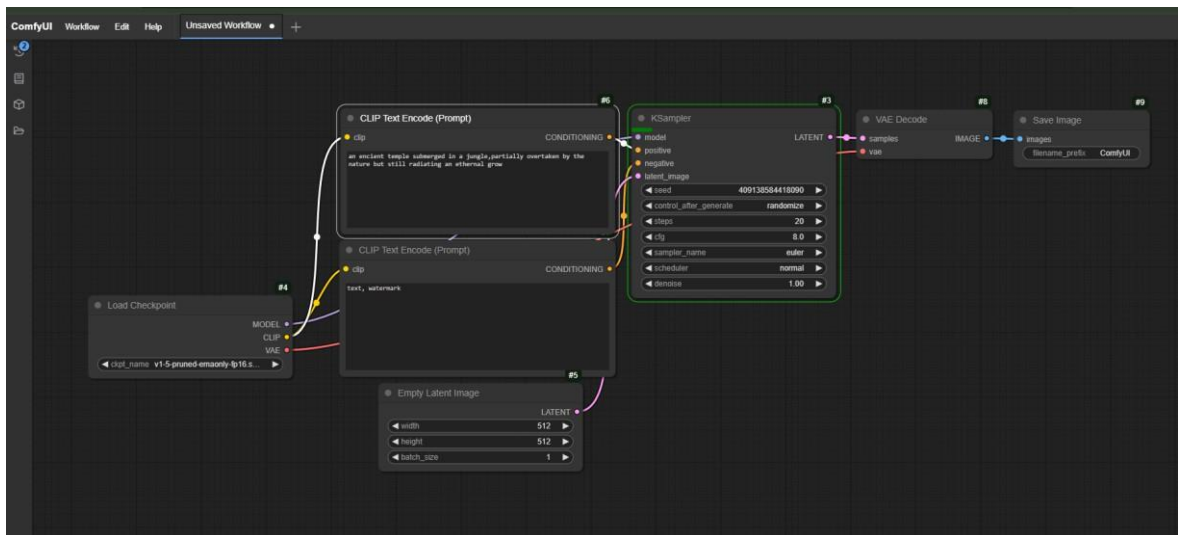 ComfyUI Workflow Edit Help Unsaved Workflow
2
#6
CLIP Text Encode (Prompt)
clip CONDITIONING
an ancient temple submerged in a jungle,partially overtaken by the
nature but still radiating an ethernal grow
CLIP Text Encode (Prompt)
clip CONDITIONING
text, watermark
#4
Load Checkpoint
MODEL
CLIP
VAE
ckpt_name v1-5-pruned-emaonly-fp16.s...
#5
Empty Latent Image
LATENT
width 512
height 512
batch_size 1
#3
KSampler
model LATENT
positive
negative
latent_image
seed 409138584418090
control_after_generate randomize
steps 20
cfg 8.0
sampler_name euler
scheduler normal
denoise 1.00
#8
VAE Decode
samples IMAGE
vae
#9
Save Image
images
filename_prefix ComfyUI